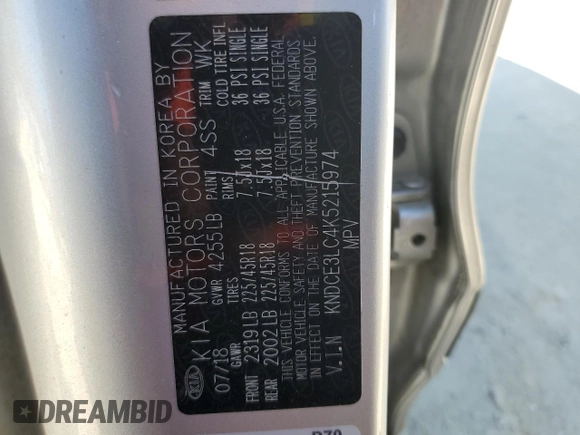 MANUFACTURED IN KOREA BY
KIA MOTORS CORPORATION
07/18 GVWR 4255LB PAINT 4SS TRIM WK
GAWR TIRES RIMS COLD TIRE INFL
FRONT 2319LB 225/45R18 7.5JX18 36 PSI SINGLE
REAR 2002LB 225/45R18 7.5JX18 36 PSI SINGLE
THIS VEHICLE CONFORMS TO ALL APPLICABLE U.S.A. FEDERAL
MOTOR VEHICLE SAFETY AND THEFT PREVENTION STANDARDS
IN EFFECT ON THE DATE OF MANUFACTURE SHOWN ABOVE.
V.I.N KNDCE3LC4K5215974
MPV
KIA
DREAMBID